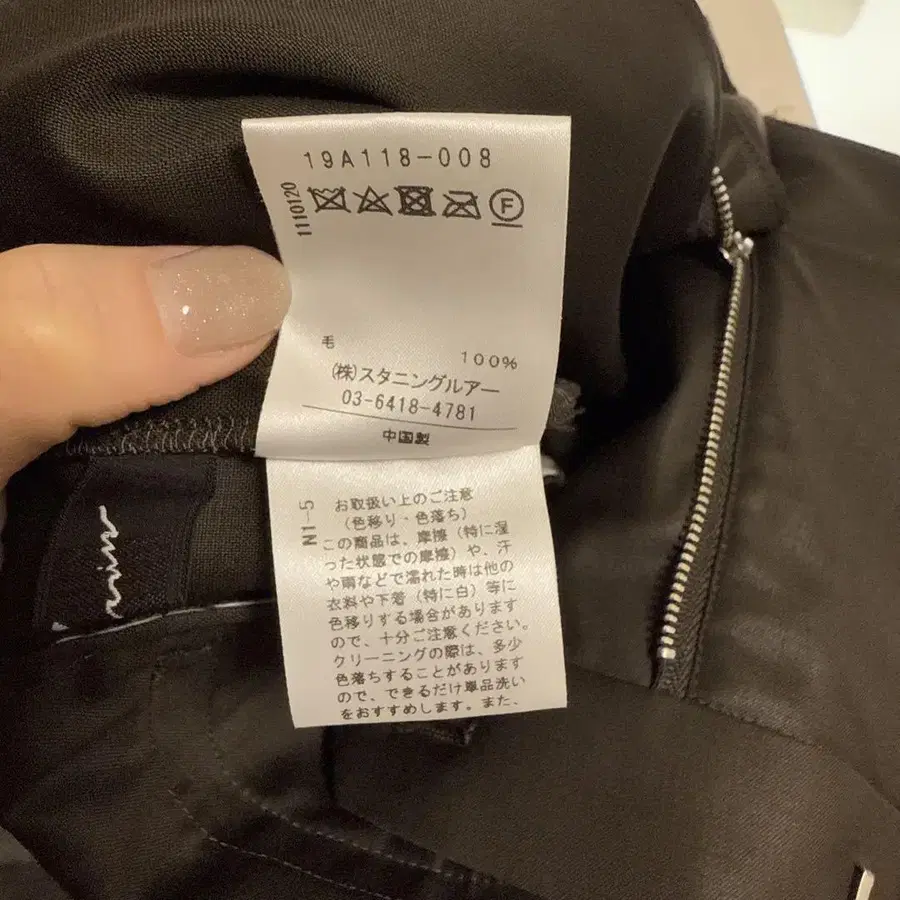 19A118-008
1110120
F
毛 100%
(株)スタニングルアー
03-6418-4781
中国製
N1-5
お取扱い上のご注意
(色移り・色落ち)
この商品は、摩擦(特に湿
った状態での摩擦)や、汗
や雨などで濡れた時は他の
衣料や下着(特に白)等に
色移りする場合があります
ので、十分ご注意ください。
クリーニングの際は、多少
色落ちすることがあります
ので、できるだけ単品洗い
をおすすめします。また、